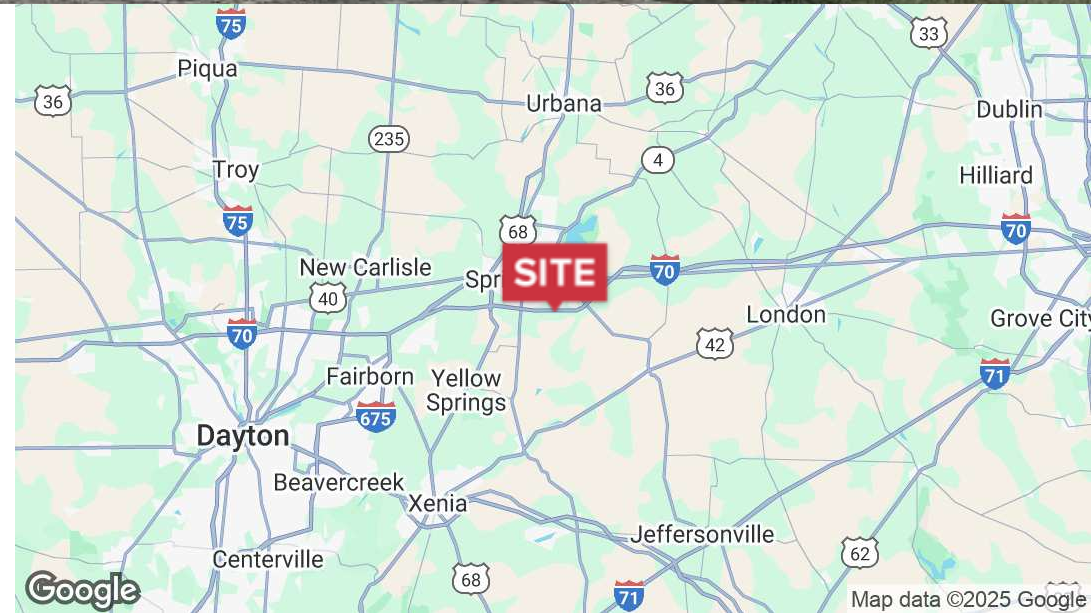 75
33
Piqua
36
36
Urbana
Dublin
235
4
Troy
Hilliard
75
68
70
New Carlisle
Spr
SITE
70
40
London
Grove City
70
42
71
Fairborn
Yellow
Springs
675
Dayton
Beavercreek
Xenia
Jeffersonville
62
Centerville
68
71
Google
Map data ©2025 Google